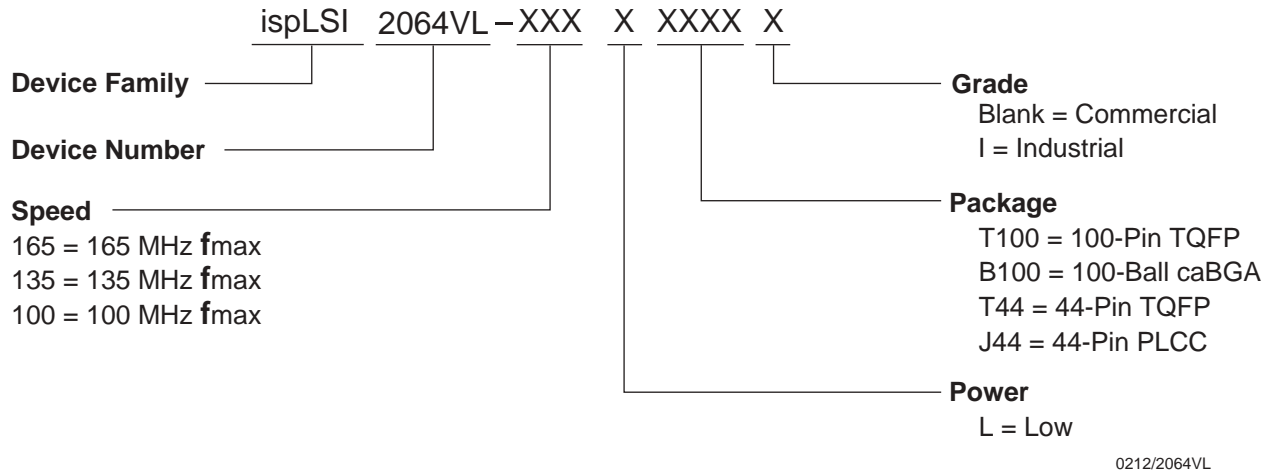 ispLSI 2064VL – XXX X XXXX X
Device Family
Device Number
Speed
165 = 165 MHz fmax
135 = 135 MHz fmax
100 = 100 MHz fmax
Grade
Blank = Commercial
I = Industrial
Package
T100 = 100-Pin TQFP
B100 = 100-Ball caBGA
T44 = 44-Pin TQFP
J44 = 44-Pin PLCC
Power
L = Low
0212/2064VL